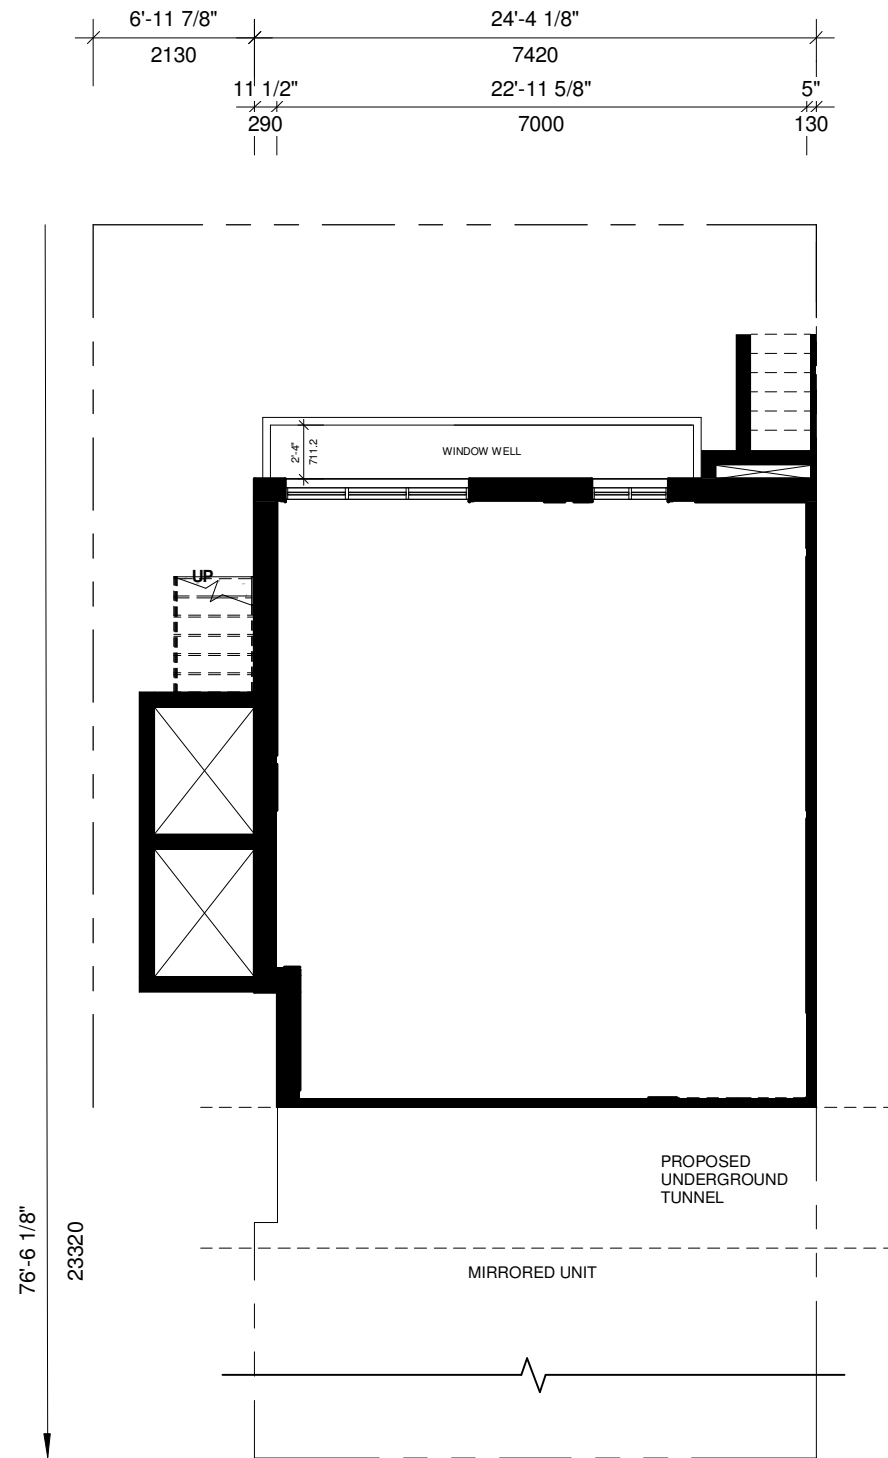 6'-11 7/8" 24'-4 1/8"
2130 7420
11 1/2" 22'-11 5/8" 5"
290 7000 130
2'-4"
711.2
WINDOW WELL
UP
PROPOSED
UNDERGROUND
TUNNEL
76'-6 1/8"
23320
MIRRORED UNIT